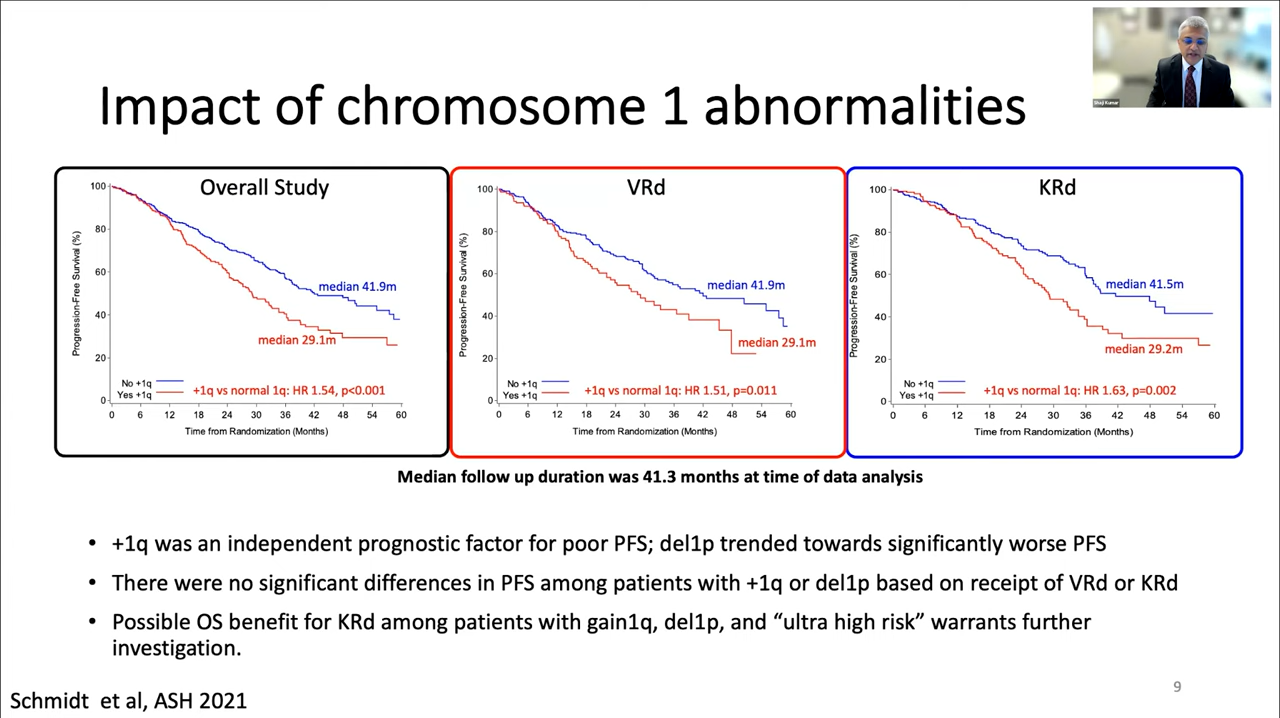 Shaji Kumar
Impact of chromosome 1 abnormalities
Overall Study
Progression-Free Survival (%)
100
80
60
40
20
0
median 41.9m
median 29.1m
No +1q
Yes +1q
+1q vs normal 1q: HR 1.54, p<0.001
0 6 12 18 24 30 36 42 48 54 60
Time from Randomization (Months)
VRd
Progression-Free Survival (%)
100
80
60
40
20
0
median 41.9m
median 29.1m
No +1q
Yes +1q
+1q vs normal 1q: HR 1.51, p=0.011
0 6 12 18 24 30 36 42 48 54 60
Time from Randomization (Months)
KRd
Progression-Free Survival (%)
100
80
60
40
20
0
median 41.5m
median 29.2m
No +1q
Yes +1q
+1q vs normal 1q: HR 1.63, p=0.002
0 6 12 18 24 30 36 42 48 54 60
Time from Randomization (Months)
Median follow up duration was 41.3 months at time of data analysis
• +1q was an independent prognostic factor for poor PFS; del1p trended towards significantly worse PFS
• There were no significant differences in PFS among patients with +1q or del1p based on receipt of VRd or KRd
• Possible OS benefit for KRd among patients with gain1q, del1p, and “ultra high risk” warrants further
investigation.
9
Schmidt et al, ASH 2021